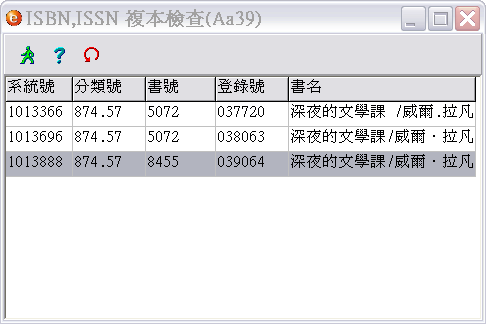 ISBN,ISSN 複本檢查(Aa39)
系統號 分類號 書號 登錄號 書名
1013366 874.57 5072 037720 深夜的文學課 /威爾.拉凡
1013696 874.57 5072 038063 深夜的文學課/威爾．拉凡
1013888 874.57 8455 039064 深夜的文學課/威爾．拉凡